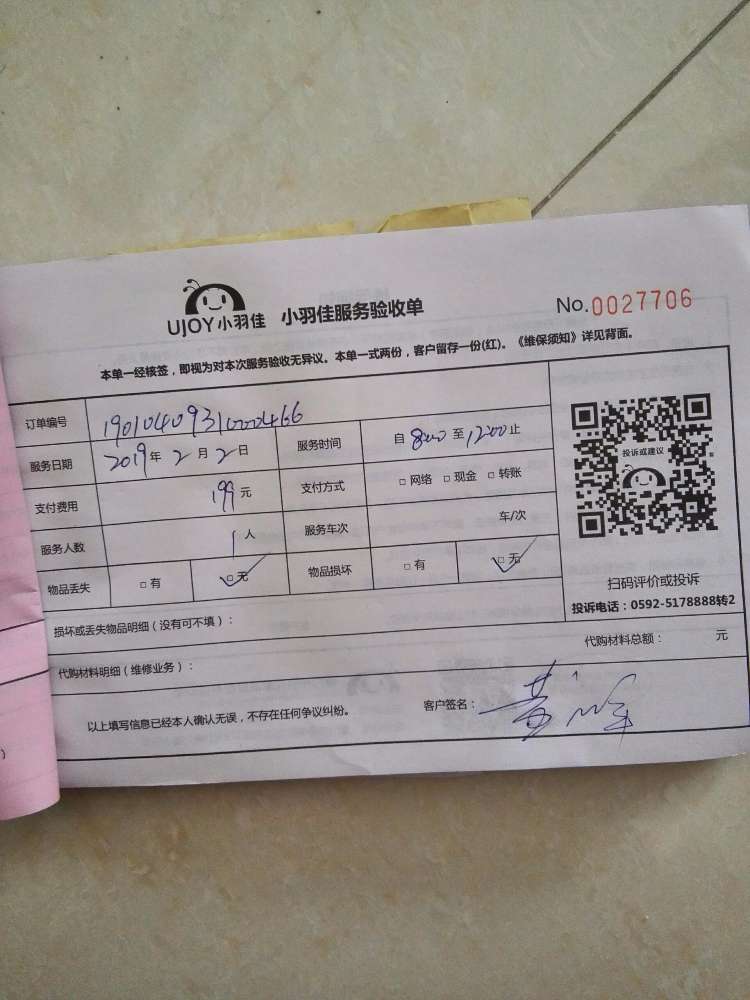 UJOY小羽佳 小羽佳服务验收单 No.0027706
本单一经核签，即视为对本次服务验收无异议。本单一式两份，客户留存一份(红)。《维保须知》详见背面。
订单编号 1901040931000466
服务日期 2019年2月2日 服务时间 自800至1200止
支付费用 199元 支付方式 □网络 □现金 □转账
服务人数 1人 服务车次 车/次
物品丢失 □有 □无 物品损坏 □有 □无
投诉或建议
扫码评价或投诉
投诉电话：0592-5178888转2
损坏或丢失物品明细（没有可不填）：
代购材料明细（维修业务）： 代购材料总额： 元
以上填写信息已经本人确认无误，不存在任何争议纠纷。 客户签名：黄